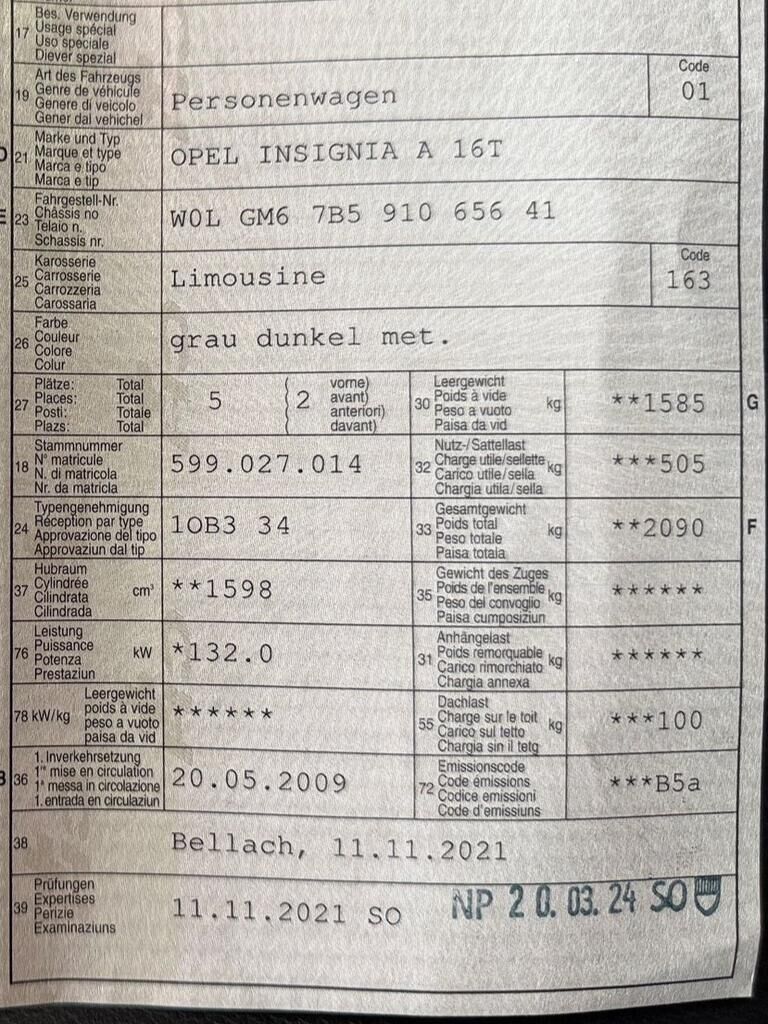 17 Bes. Verwendung
Usage spécial
Uso speciale
Diever spezial
19 Art des Fahrzeugs
Genre de véhicule
Genere di veicolo
Gener dal vehichel
Personenwagen
Code
01
D 21 Marke und Typ
Marque et type
Marca e tipo
Marca e tip
OPEL INSIGNIA A 16T
E 23 Fahrgestell-Nr.
Châssis no
Telaio n.
Schassis nr.
W0L GM6 7B5 910 656 41
25 Karosserie
Carrosserie
Carrozzeria
Carossaria
Limousine
Code
163
26 Farbe
Couleur
Colore
Colur
grau dunkel met.
27 Plätze: Total
Places: Total
Posti: Totale
Plazs: Total
5
2
vorne)
avant)
anteriori)
davant)
30 Leergewicht
Poids à vide
Peso a vuoto
Paisa da vid
kg
**1585
G
18 Stammnummer
N° matricule
N. di matricola
Nr. da matricla
599.027.014
32 Nutz-/Sattellast
Charge utile/sellette
Carico utile/sella
Chargia utila/sella
kg
***505
24 Typengenehmigung
Réception par type
Approvazione del tipo
Approvaziun dal tip
1OB3 34
33 Gesamtgewicht
Poids total
Peso totale
Paisa totala
kg
**2090
F
37 Hubraum
Cylindrée
Cilindrata
Cilindrada
cm³
**1598
35 Gewicht des Zuges
Poids de l'ensemble
Peso del convoglio
Paisa cumposiziun
kg
******
76 Leistung
Puissance
Potenza
Prestaziun
kW
*132.0
31 Anhängelast
Poids remorquable
Carico rimorchiato
Chargia annexa
kg
******
78 kW/kg
Leergewicht
poids à vide
peso a vuoto
paisa da vid
******
55 Dachlast
Charge sur le toit
Carico sul tetto
Chargia sin il tetg
kg
***100
B 36 1. Inverkehrsetzung
1re mise en circulation
1a messa in circolazione
1. entrada en circulaziun
20.05.2009
72 Emissionscode
Code émissions
Codice emissioni
Code d'emissiuns
***B5a
38
Bellach, 11.11.2021
39 Prüfungen
Expertises
Perizie
Examinaziuns
11.11.2021 SO
NP 20.03.24 SO